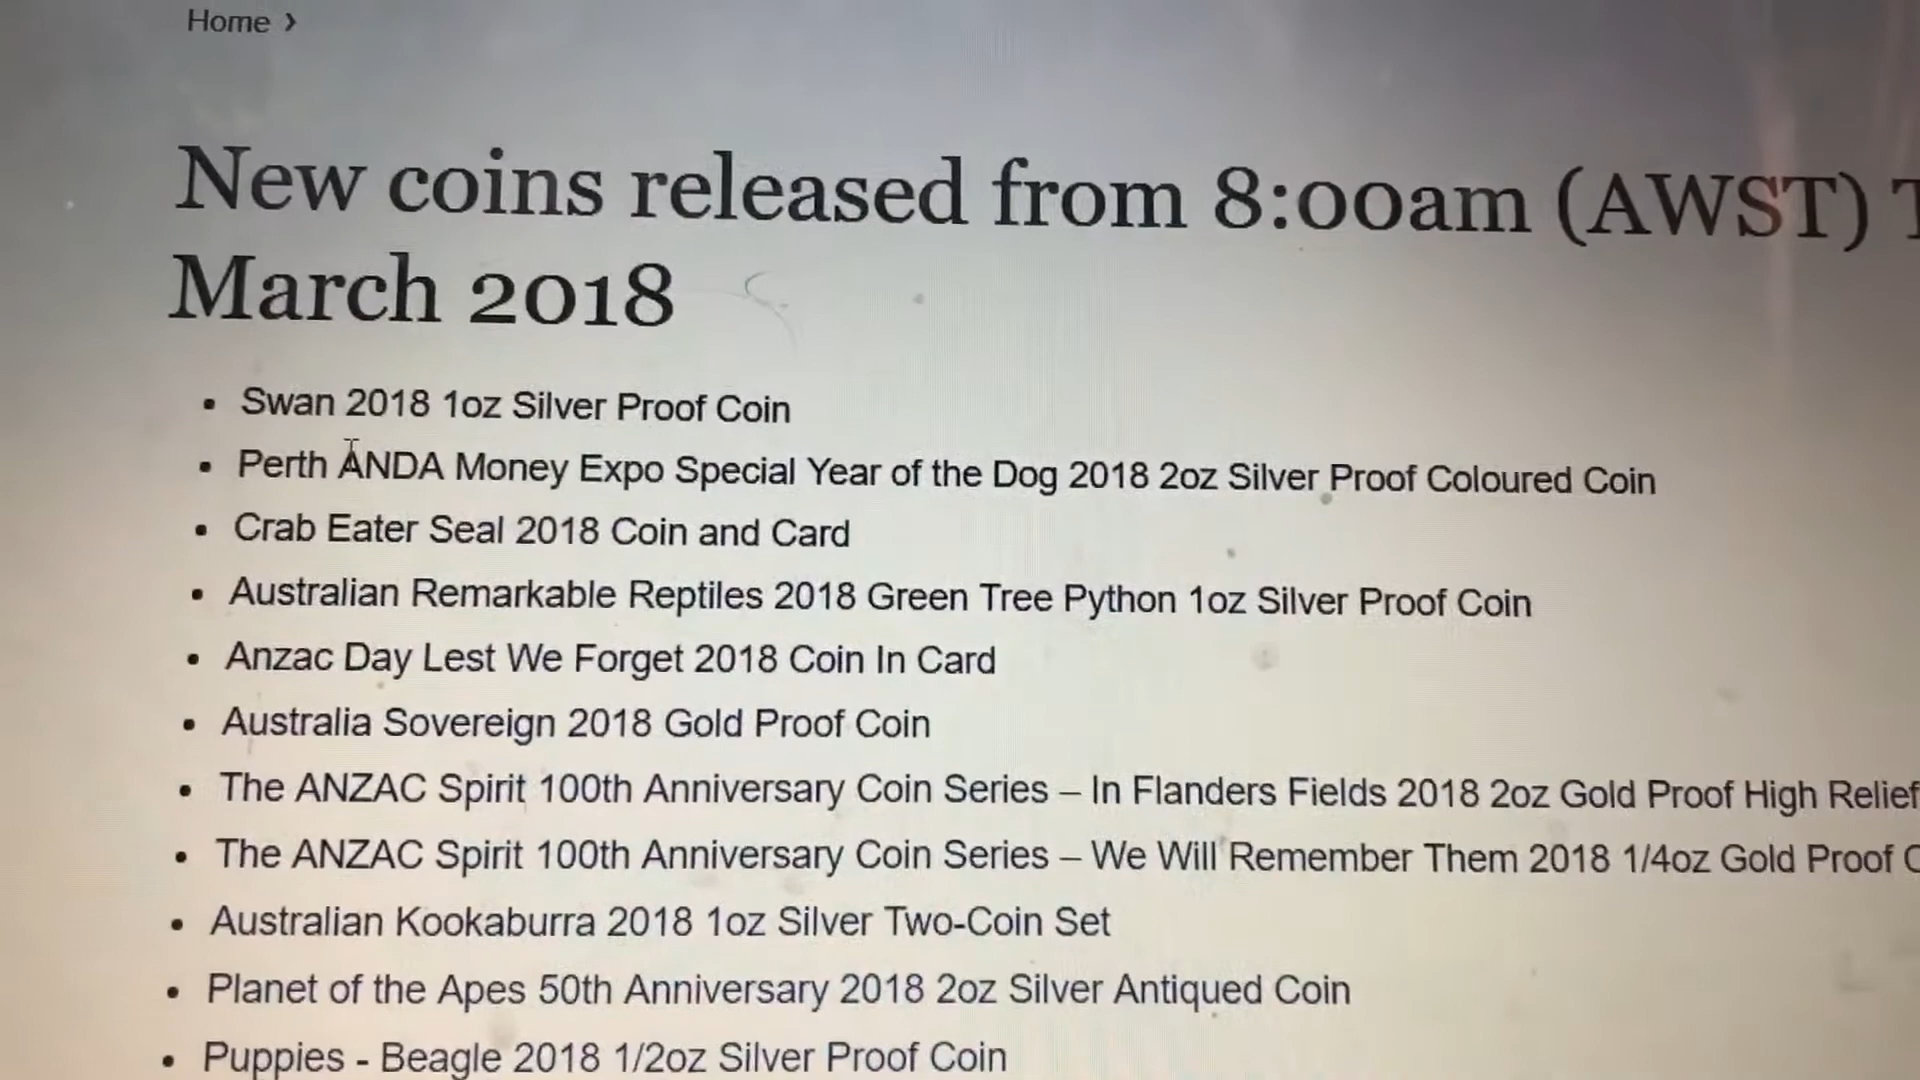 Home ›
New coins released from 8:00am (AWST)
March 2018
• Swan 2018 1oz Silver Proof Coin
• Perth ANDA Money Expo Special Year of the Dog 2018 2oz Silver Proof Coloured Coin
• Crab Eater Seal 2018 Coin and Card
• Australian Remarkable Reptiles 2018 Green Tree Python 1oz Silver Proof Coin
• Anzac Day Lest We Forget 2018 Coin In Card
• Australia Sovereign 2018 Gold Proof Coin
• The ANZAC Spirit 100th Anniversary Coin Series – In Flanders Fields 2018 2oz Gold Proof High Relief
• The ANZAC Spirit 100th Anniversary Coin Series – We Will Remember Them 2018 1/4oz Gold Proof
• Australian Kookaburra 2018 1oz Silver Two-Coin Set
• Planet of the Apes 50th Anniversary 2018 2oz Silver Antiqued Coin
• Puppies - Beagle 2018 1/2oz Silver Proof Coin